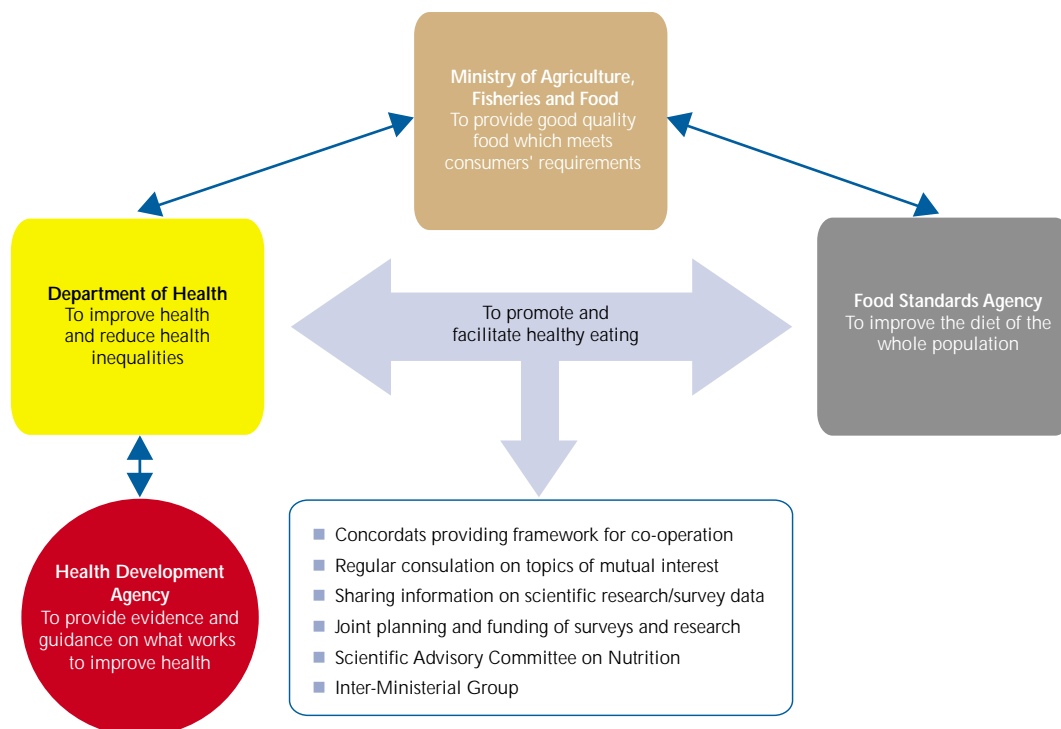 Ministry of Agriculture,
Fisheries and Food
To provide good quality
food which meets
consumers' requirements
Department of Health
To improve health
and reduce health
inequalities
To promote and
facilitate healthy eating
Food Standards Agency
To improve the diet of the
whole population
Health Development
Agency
To provide evidence and
guidance on what works
to improve health
Concordats providing framework for co-operation
Regular consulation on topics of mutual interest
Sharing information on scientific research/survey data
Joint planning and funding of surveys and research
Scientific Advisory Committee on Nutrition
Inter-Ministerial Group